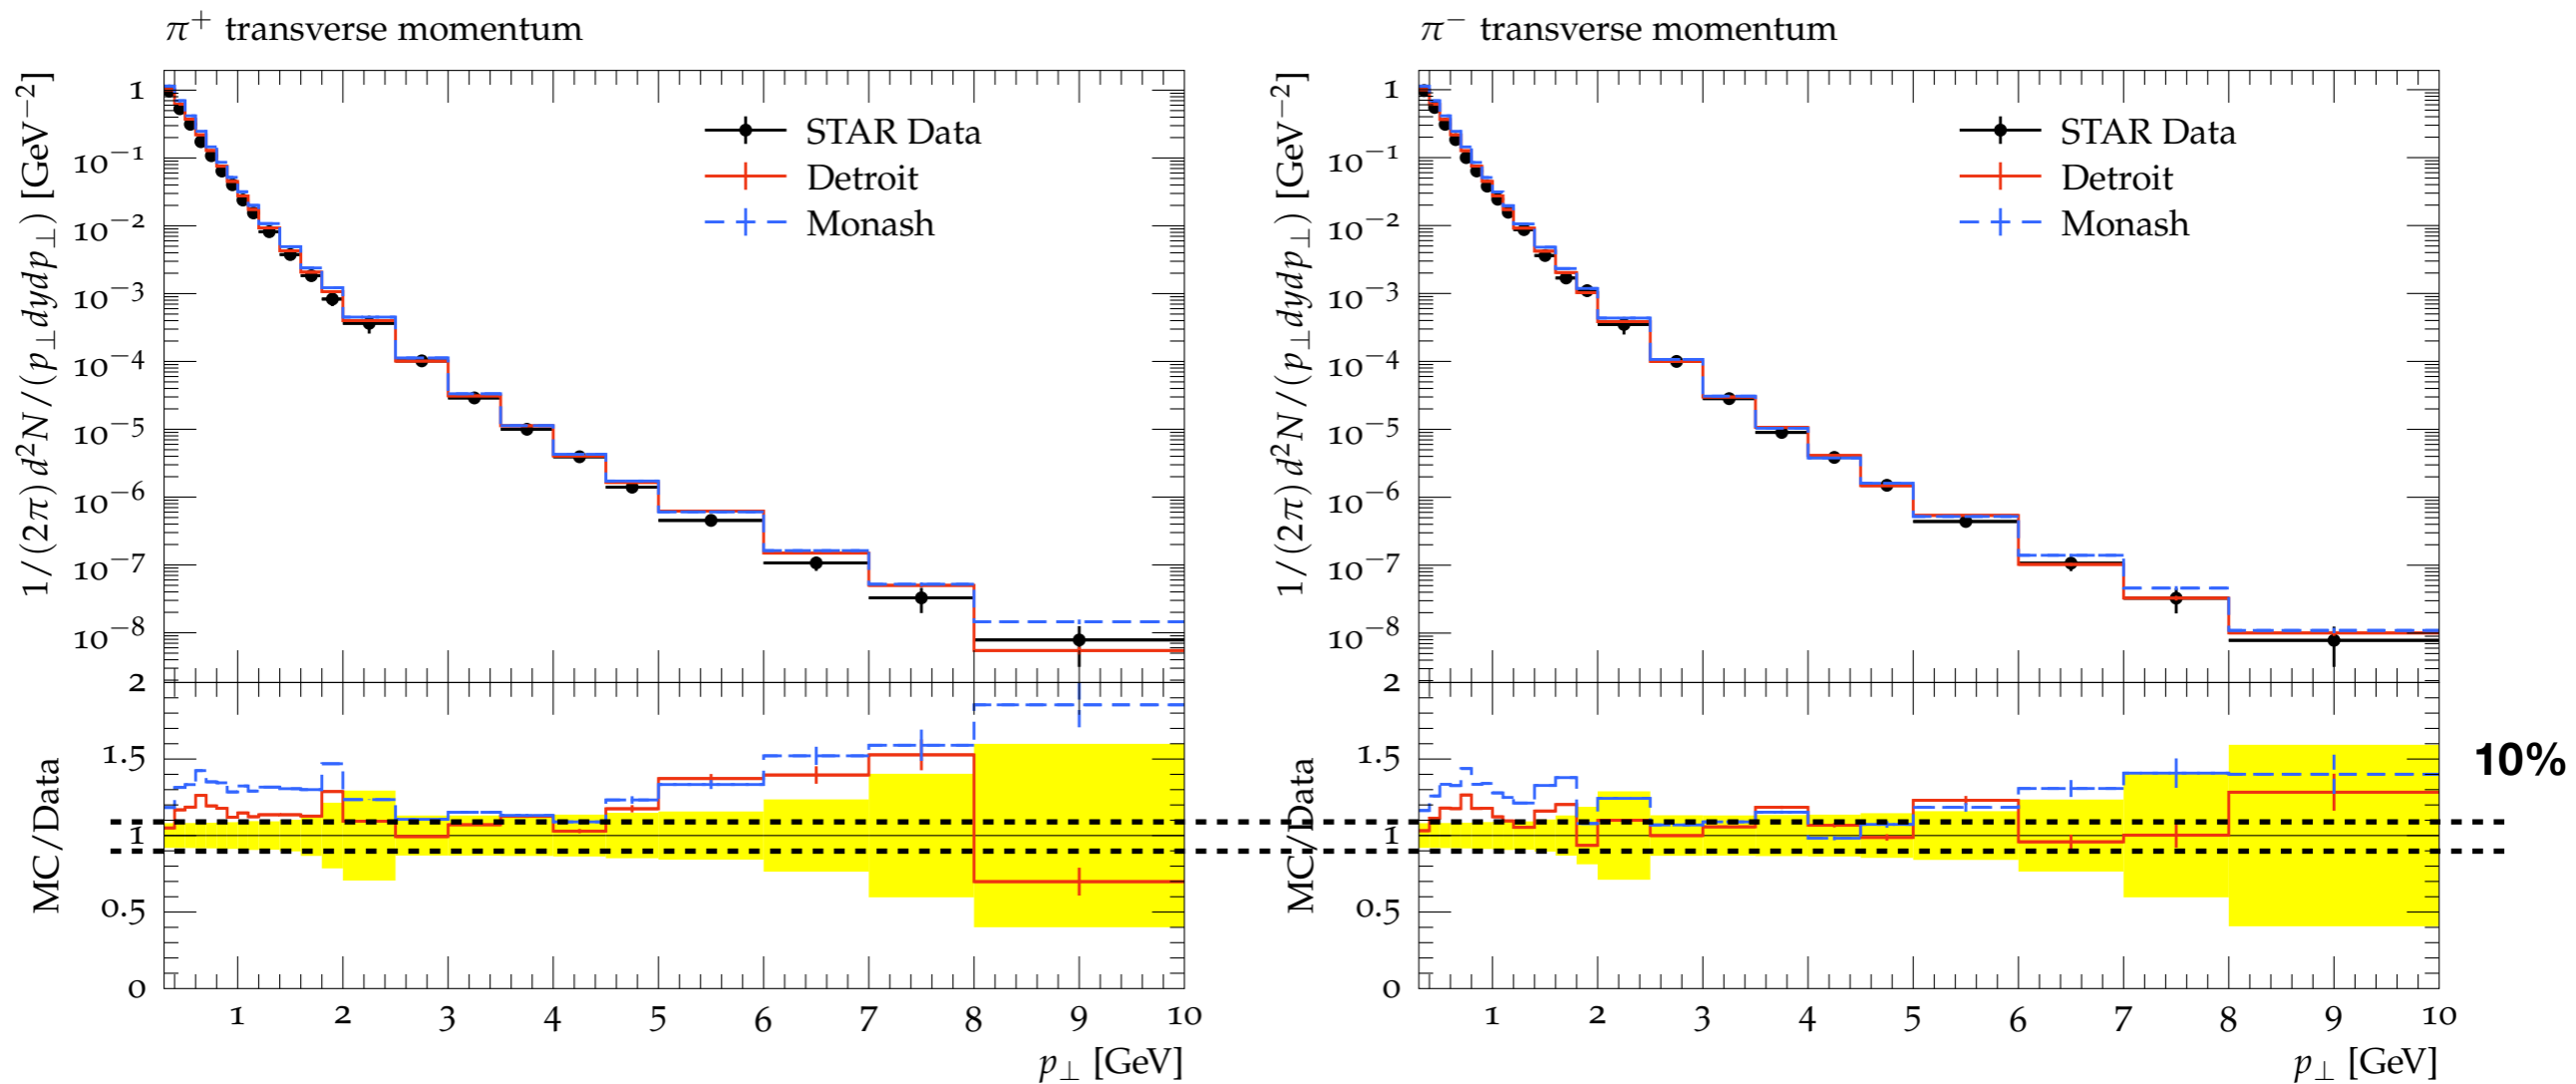 π⁺ transverse momentum
1/(2π) d²N/(p⊥dydp⊥) [GeV⁻²]
1
10⁻¹
10⁻²
10⁻³
10⁻⁴
10⁻⁵
10⁻⁶
10⁻⁷
10⁻⁸
STAR Data
Detroit
Monash
MC/Data
2
1.5
1
0.5
0
1 2 3 4 5 6 7 8 9 10
p⊥ [GeV]
π⁻ transverse momentum
1/(2π) d²N/(p⊥dydp⊥) [GeV⁻²]
1
10⁻¹
10⁻²
10⁻³
10⁻⁴
10⁻⁵
10⁻⁶
10⁻⁷
10⁻⁸
STAR Data
Detroit
Monash
MC/Data
2
1.5
1
0.5
0
1 2 3 4 5 6 7 8 9 10
p⊥ [GeV]
10%